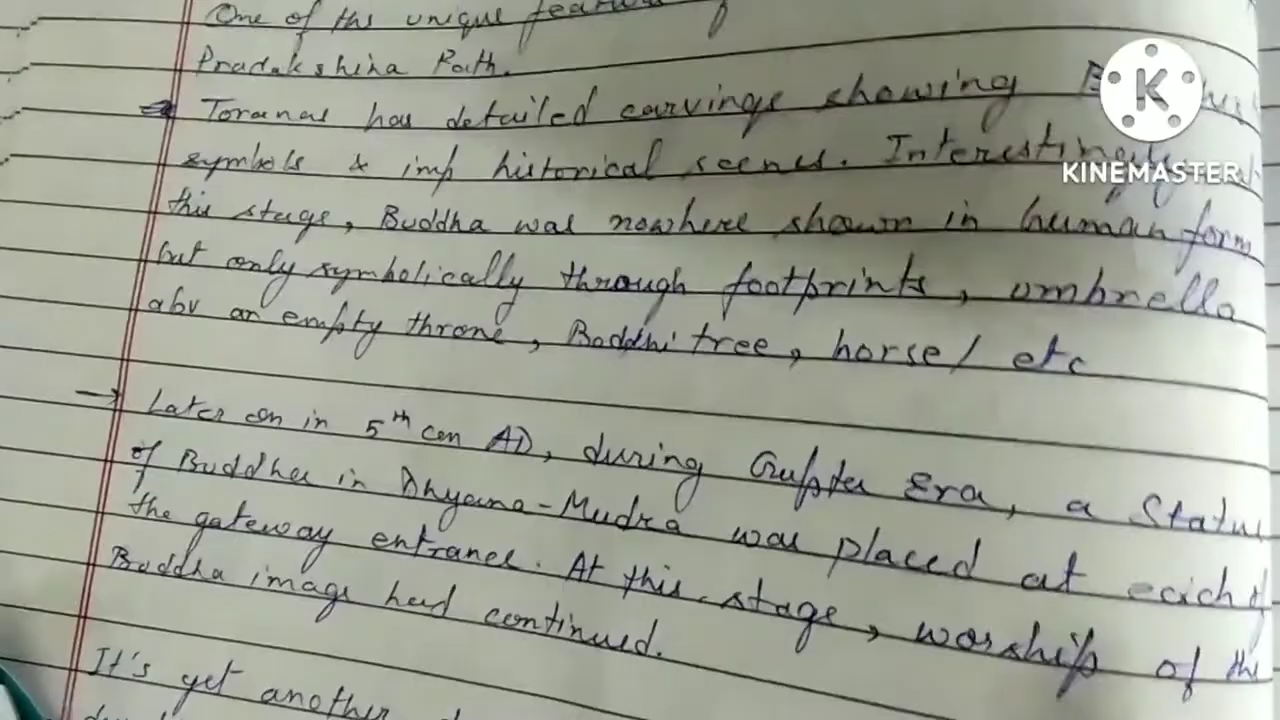 One of the unique
Pradakshina Path.
Toranas has detailed carvings showing
symbols & imp historical scenes. Interestingly
this stage, Buddha was nowhere shown in human form
but only symbolically through footprints, umbrella
abv an empty throne, Boddhi tree, horse/ etc
→ Later on in 5th cen AD, during Gupta Era, a Statue
of Buddha in Dhyana-Mudra was placed at each of
the gateway entrance. At this stage, worship of the
Buddha image had continued.
It's yet another
K
KINEMASTER